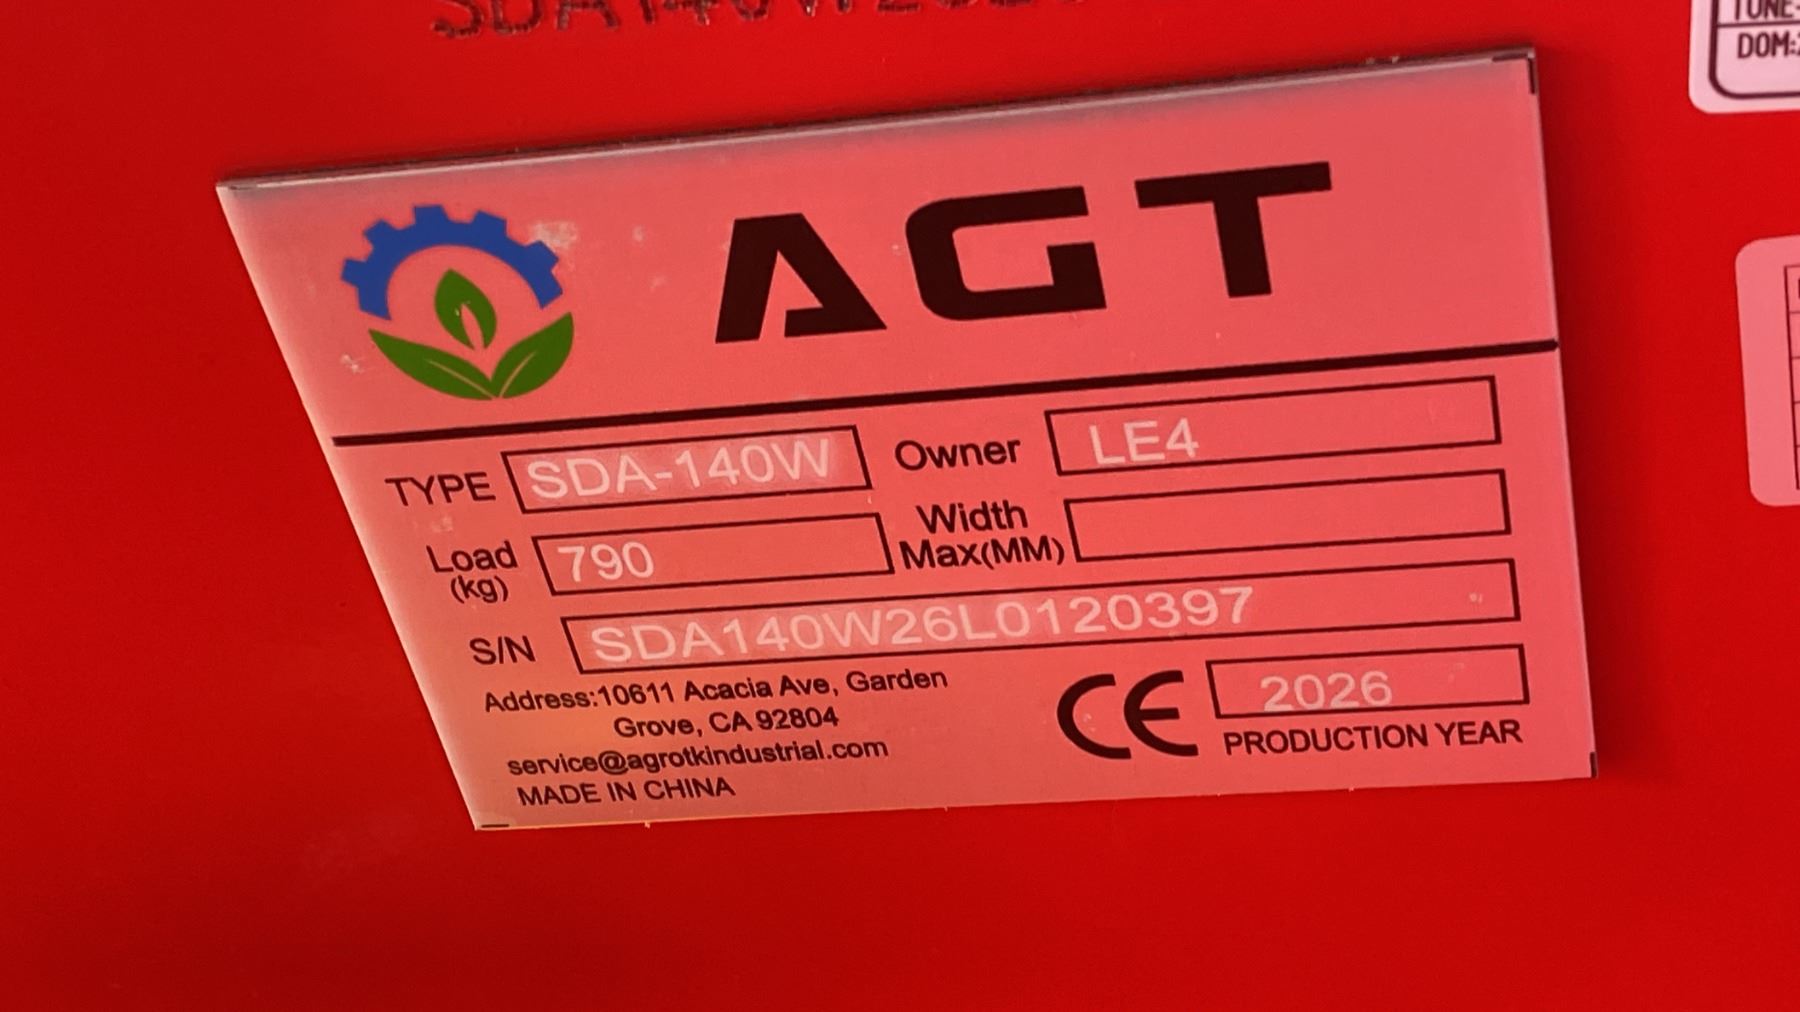 AGT
TYPE SDA-140W Owner LE4
Load (kg) 790 Width Max(MM)
S/N SDA140W26L0120397
Address:10611 Acacia Ave, Garden
Grove, CA 92804
service@agrotkindustrial.com
MADE IN CHINA
CE 2026
PRODUCTION YEAR
DOM: